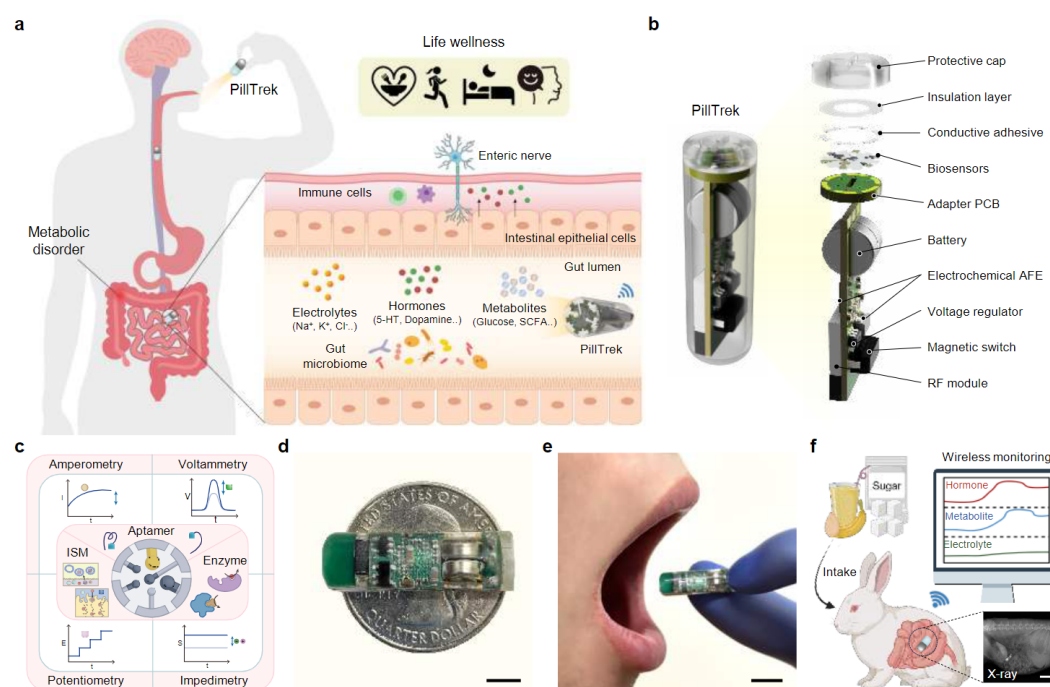 a
PillTrek
Life wellness
Metabolic
disorder
Enteric nerve
Immune cells
Intestinal epithelial cells
Gut lumen
Electrolytes
(Na⁺, K⁺, Cl⁻..)
Hormones
(5-HT, Dopamine..)
Metabolites
(Glucose, SCFA..)
Gut
microbiome
PillTrek
b
PillTrek
Protective cap
Insulation layer
Conductive adhesive
Biosensors
Adapter PCB
Battery
Electrochemical AFE
Voltage regulator
Magnetic switch
RF module
c
Amperometry
Voltammetry
I
t
V
t
Aptamer
ISM
Enzyme
E
t
S
t
Potentiometry
Impedimetry
d
STATES OF AM
QUARTER DOLLAR
e
f
Sugar
Wireless monitoring
Hormone
Metabolite
Electrolyte
Intake
X-ray